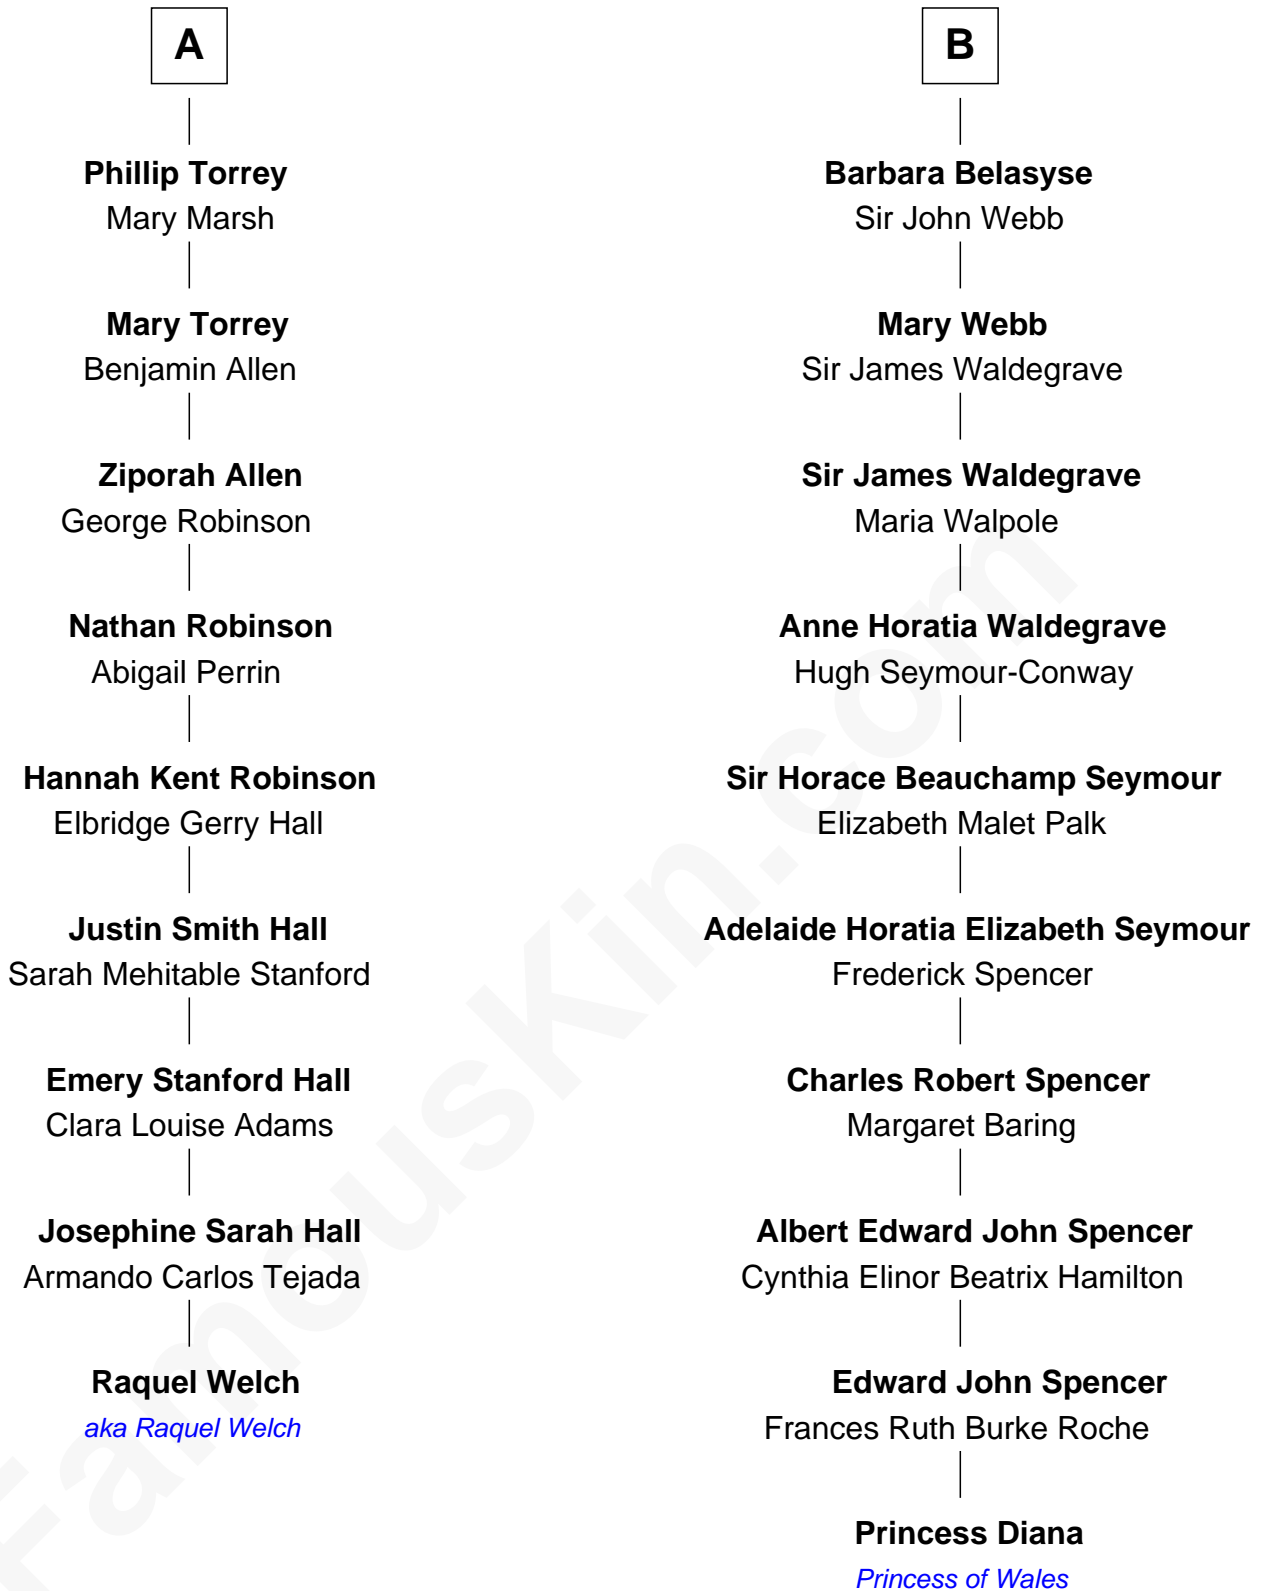 A
Phillip Torrey
Mary Marsh
Mary Torrey
Benjamin Allen
Ziporah Allen
George Robinson
Nathan Robinson
Abigail Perrin
Hannah Kent Robinson
Elbridge Gerry Hall
Justin Smith Hall
Sarah Mehitable Stanford
Emery Stanford Hall
Clara Louise Adams
Josephine Sarah Hall
Armando Carlos Tejada
Raquel Welch
aka Raquel Welch
B
Barbara Belasyse
Sir John Webb
Mary Webb
Sir James Waldegrave
Sir James Waldegrave
Maria Walpole
Anne Horatia Waldegrave
Hugh Seymour-Conway
Sir Horace Beauchamp Seymour
Elizabeth Malet Palk
Adelaide Horatia Elizabeth Seymour
Frederick Spencer
Charles Robert Spencer
Margaret Baring
Albert Edward John Spencer
Cynthia Elinor Beatrix Hamilton
Edward John Spencer
Frances Ruth Burke Roche
Princess Diana
Princess of Wales
FamousKin.com